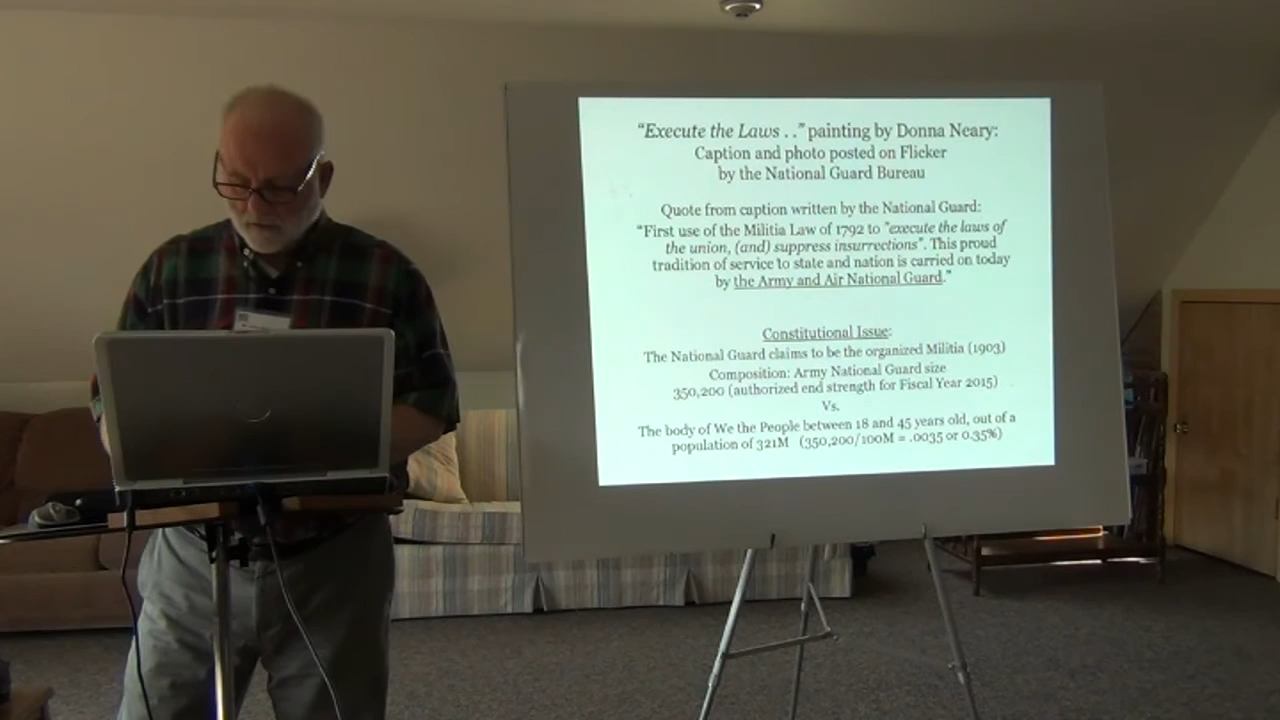 “Execute the Laws . .” painting by Donna Neary:
Caption and photo posted on Flicker
by the National Guard Bureau
Quote from caption written by the National Guard:
“First use of the Militia Law of 1792 to “execute the laws of
the union, (and) suppress insurrections”. This proud
tradition of service to state and nation is carried on today
by the Army and Air National Guard.”
Constitutional Issue:
The National Guard claims to be the organized Militia (1903)
Composition: Army National Guard size
350,200 (authorized end strength for Fiscal Year 2015)
Vs.
The body of We the People between 18 and 45 years old, out of a
population of 321M (350,200/100M = .0035 or 0.35%)